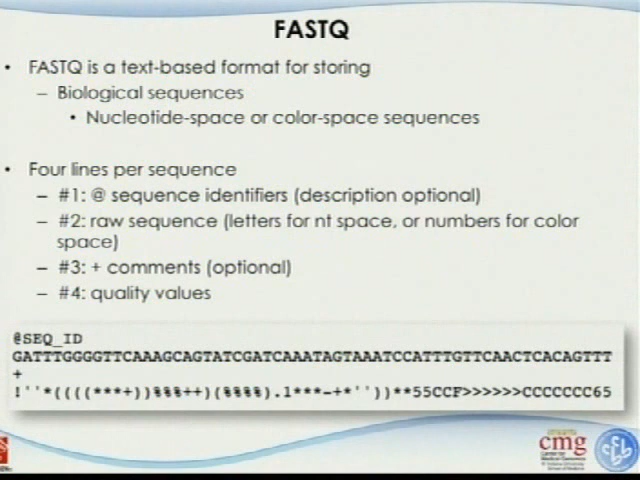 FASTQ
• FASTQ is a text-based format for storing
– Biological sequences
• Nucleotide-space or color-space sequences
• Four lines per sequence
– #1: @ sequence identifiers (description optional)
– #2: raw sequence (letters for nt space, or numbers for color
space)
– #3: + comments (optional)
– #4: quality values
@SEQ_ID
GATTTGGGGTTCAAAGCAGTATCGATCAAATAGTAAATCCATTTGTTCAACTCACAGTTT
+
!''*((((***+))%%%++)(%%%%).1***-+*''))**55CCF>>>>>>CCCCCCC65
cmg